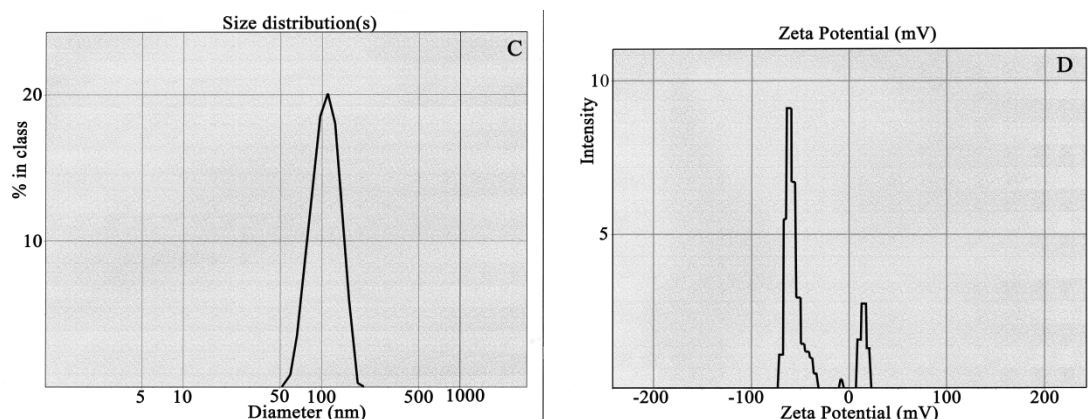 Size distribution(s)
C
20
% in class
10
5 10 50 100 500 1000
Diameter (nm)
Zeta Potential (mV)
D
10
Intensity
5
-200 -100 0 100 200
Zeta Potential (mV)